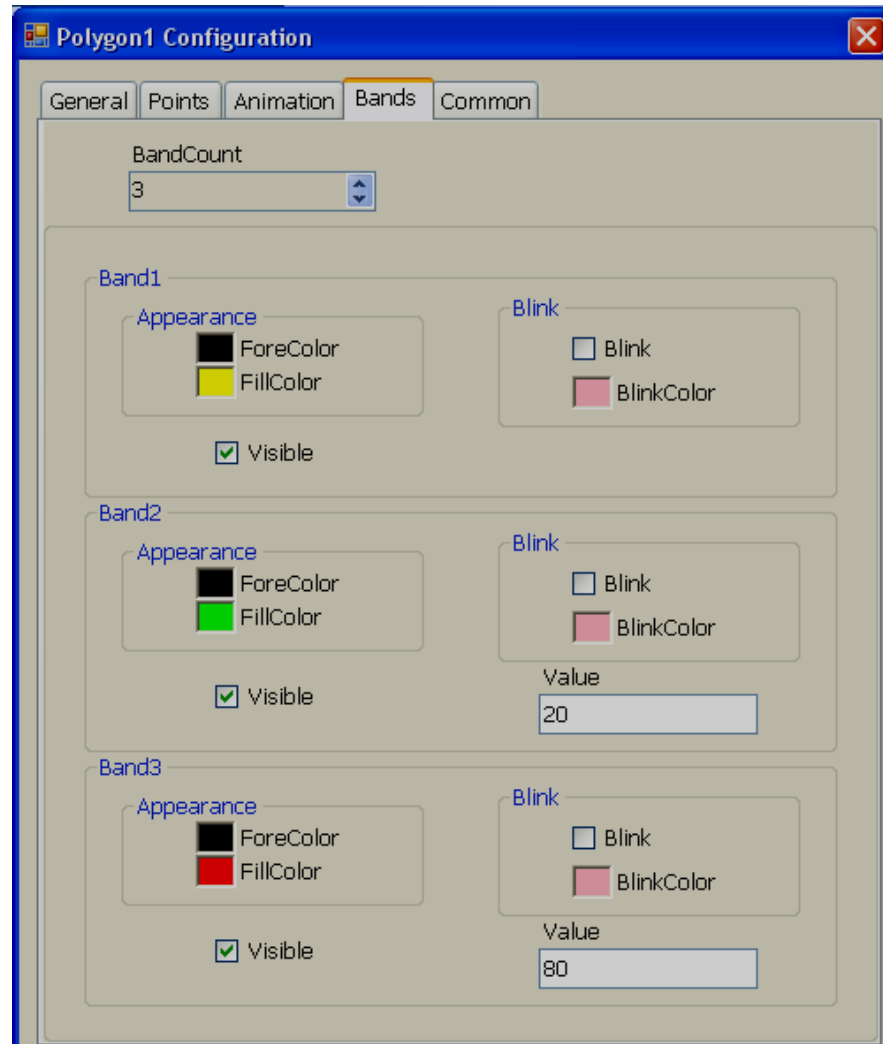 Polygon1 Configuration
General Points Animation Bands Common
BandCount
3
Band1
Appearance
ForeColor
FillColor
Visible
Blink
Blink
BlinkColor
Band2
Appearance
ForeColor
FillColor
Visible
Blink
Blink
BlinkColor
Value
20
Band3
Appearance
ForeColor
FillColor
Visible
Blink
Blink
BlinkColor
Value
80